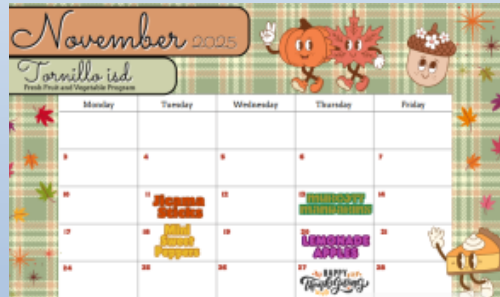 November 2025
Tornillo isd
Fresh Fruit and Vegetable Program
Monday Tuesday Wednesday Thursday Friday
3 4 5 6 7
10 11 12 13 14
Jicama
Sticks
17 18 19 20 21
Mini
Sweet
Peppers
LEMONADE
APPLES
24 25 26 27 28
HAPPY
Thanksgiving